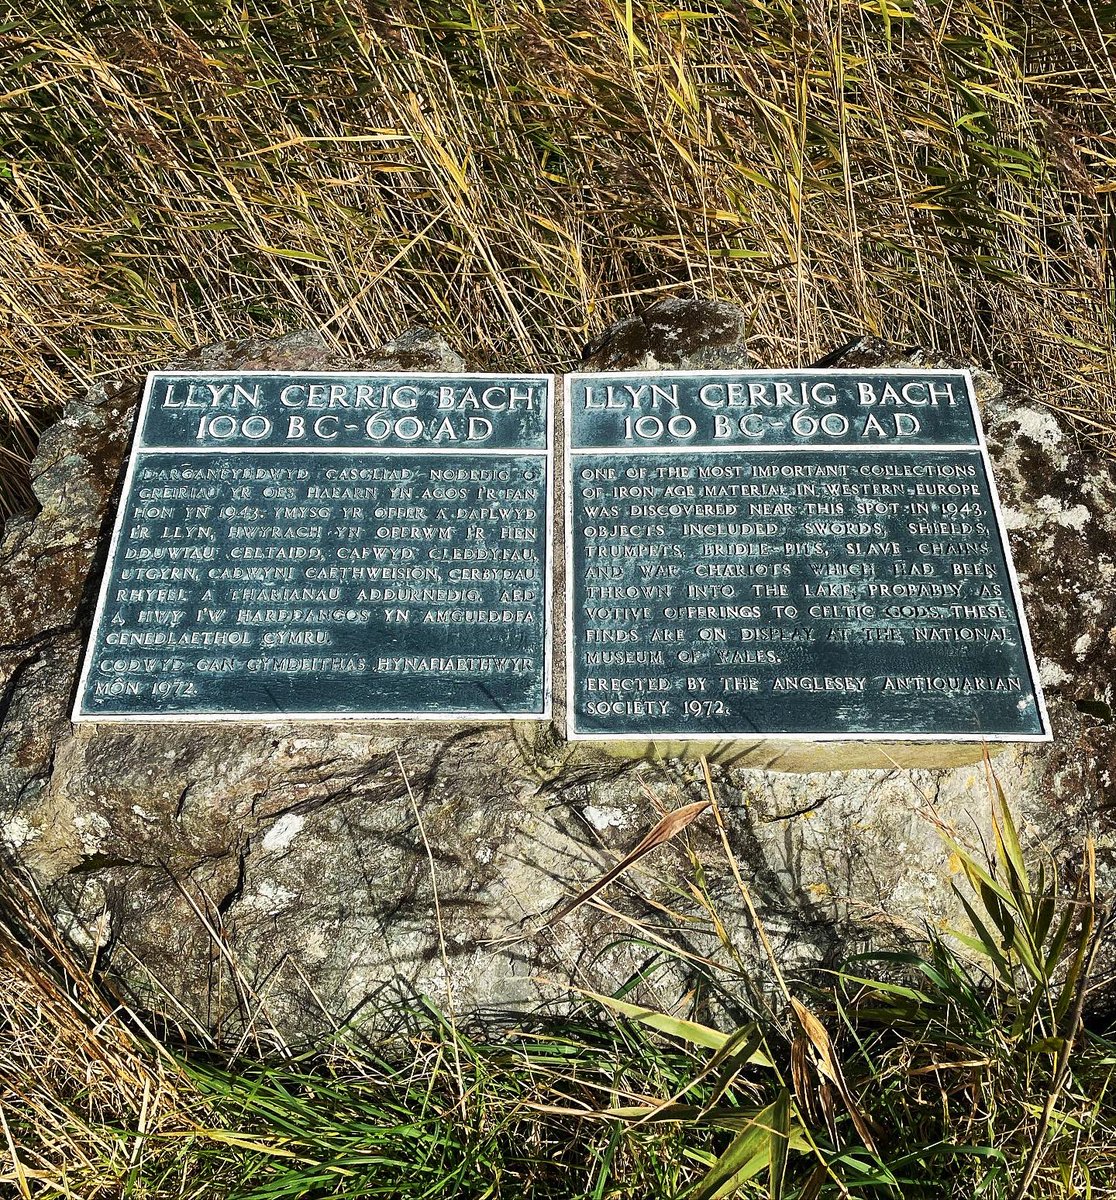 LLYN CERRIG BACH
100 BC-60 AD
DARGANFYDDWYD CASGLIAD NODEDIG O
GREIRIAU YR OES HAEARN YN AGOS I'R FAN
HON YN 1943. YMYSG YR OFFER A DAFLWYD
I'R LLYN, HWYRACH YN OFFRWM I'R HEN
DDUWIAU CELTAIDD, CAFWYD CLEDDYFAU,
UTGYRN, CADWYNI CAETHWEISION, CERBYDAU
RHYFEL A THARIANAU ADDURNEDIG. AED
A HWY I'W HARDDANGOS YN AMGUEDDFA
GENEDLAETHOL CYMRU.
CODWYD GAN GYMDEITHAS HYNAFIAETHWYR
MÔN 1972.
LLYN CERRIG BACH
100 BC-60 AD
ONE OF THE MOST IMPORTANT COLLECTIONS
OF IRON AGE MATERIAL IN WESTERN EUROPE
WAS DISCOVERED NEAR THIS SPOT IN 1943.
OBJECTS INCLUDED SWORDS, SHIELDS,
TRUMPETS, BRIDLE-BITS, SLAVE CHAINS
AND WAR CHARIOTS WHICH HAD BEEN
THROWN INTO THE LAKE, PROBABLY AS
VOTIVE OFFERINGS TO CELTIC GODS. THESE
FINDS ARE ON DISPLAY AT THE NATIONAL
MUSEUM OF WALES.
ERECTED BY THE ANGLESEY ANTIQUARIAN
SOCIETY 1972.